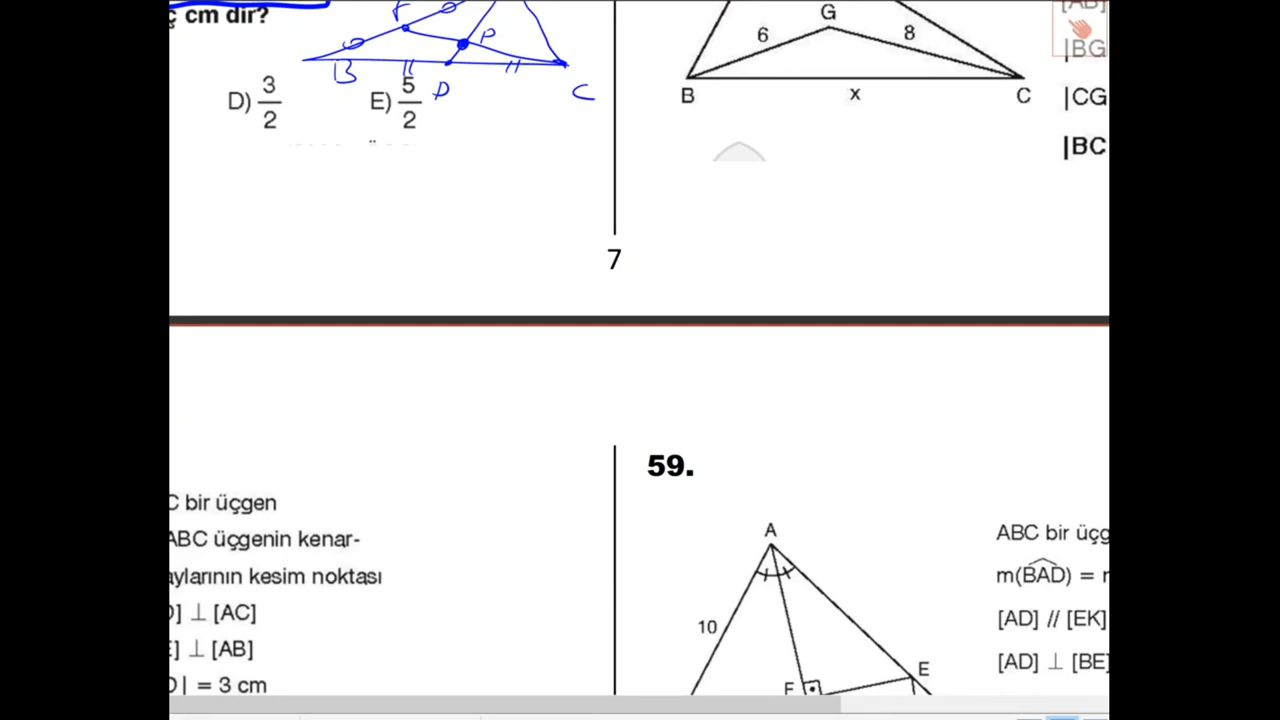 ç cm dir?
D) 3/2 E) 5/2
F
P
B
D
C
G
6
8
B
x
C
[AB]
|BG
|CG
|BC
7
C bir üçgen
ABC üçgenin kenar-
aylarının kesim noktası
D] ⊥ [AC]
E] ⊥ [AB]
D| = 3 cm
59.
A
10
E
F
ABC bir üçg
m(BAD) = r
[AD] // [EK]
[AD] ⊥ [BE]